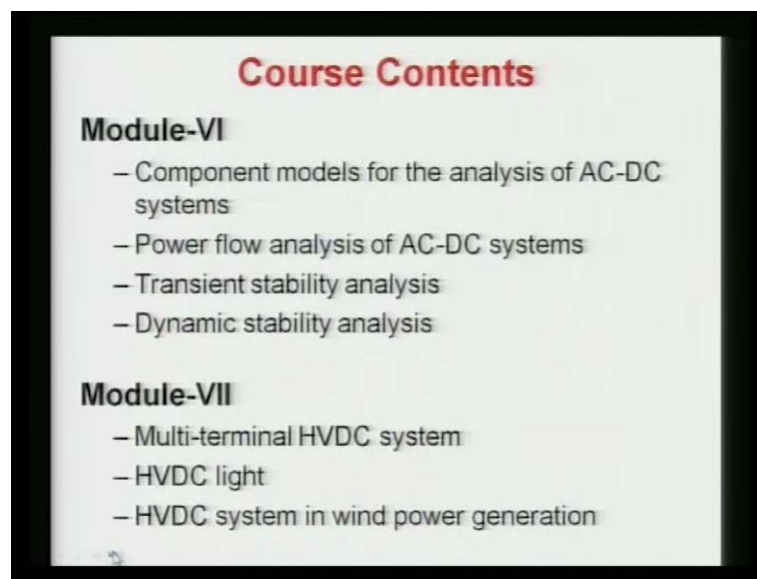 Course Contents
Module-VI
– Component models for the analysis of AC-DC
systems
– Power flow analysis of AC-DC systems
– Transient stability analysis
– Dynamic stability analysis
Module-VII
– Multi-terminal HVDC system
– HVDC light
– HVDC system in wind power generation